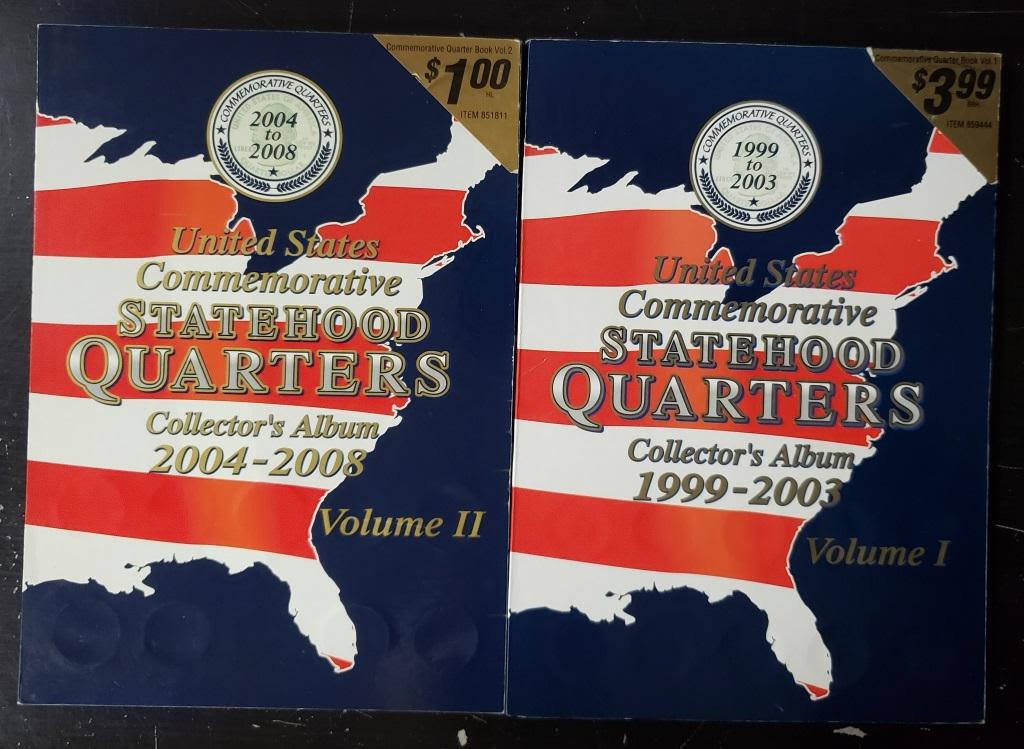 Commemorative Quarter Book Vol.2
$1.00
HL
ITEM 851811
COMMEMORATIVE QUARTERS
2004
to
2008
United States
Commemorative
STATEHOOD
QUARTERS
Collector's Album
2004-2008
Volume II
Commemorative Quarter Book Vol.1
$3.99
ITEM 859444
COMMEMORATIVE QUARTERS
1999
to
2003
United States
Commemorative
STATEHOOD
QUARTERS
Collector's Album
1999-2003
Volume I